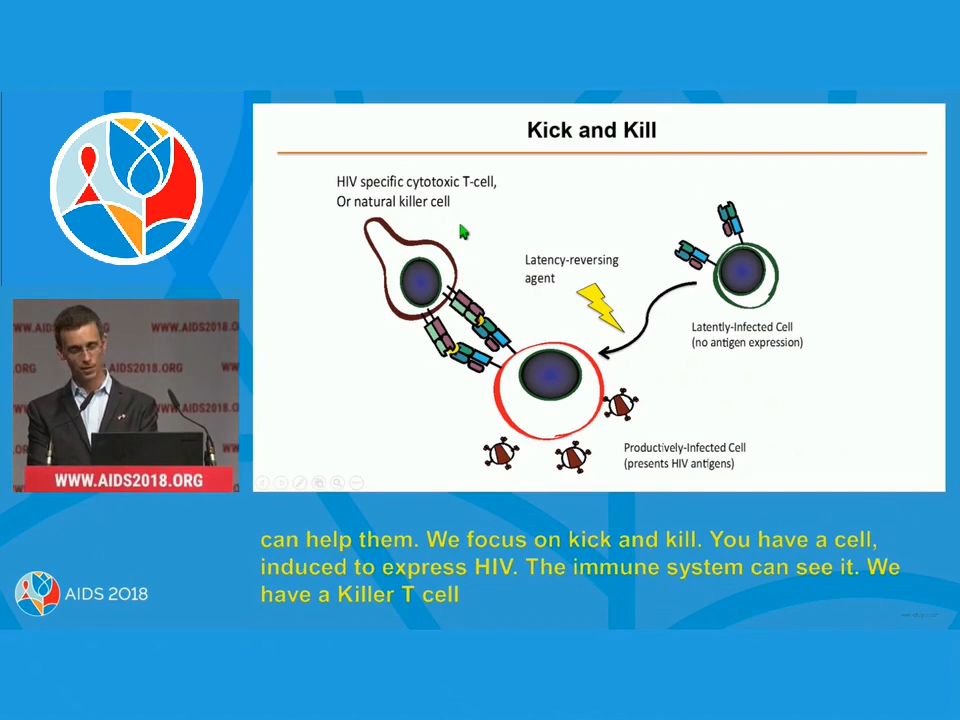 Kick and Kill
HIV specific cytotoxic T-cell,
Or natural killer cell
Latency-reversing
agent
Latently-Infected Cell
(no antigen expression)
Productively-Infected Cell
(presents HIV antigens)
WWW.AIDS2018.O
WWW.AIDS2018.ORG
WWW.AIDS2018.ORG
can help them. We focus on kick and kill. You have a cell,
induced to express HIV. The immune system can see it. We
have a Killer T cell
AIDS 2018